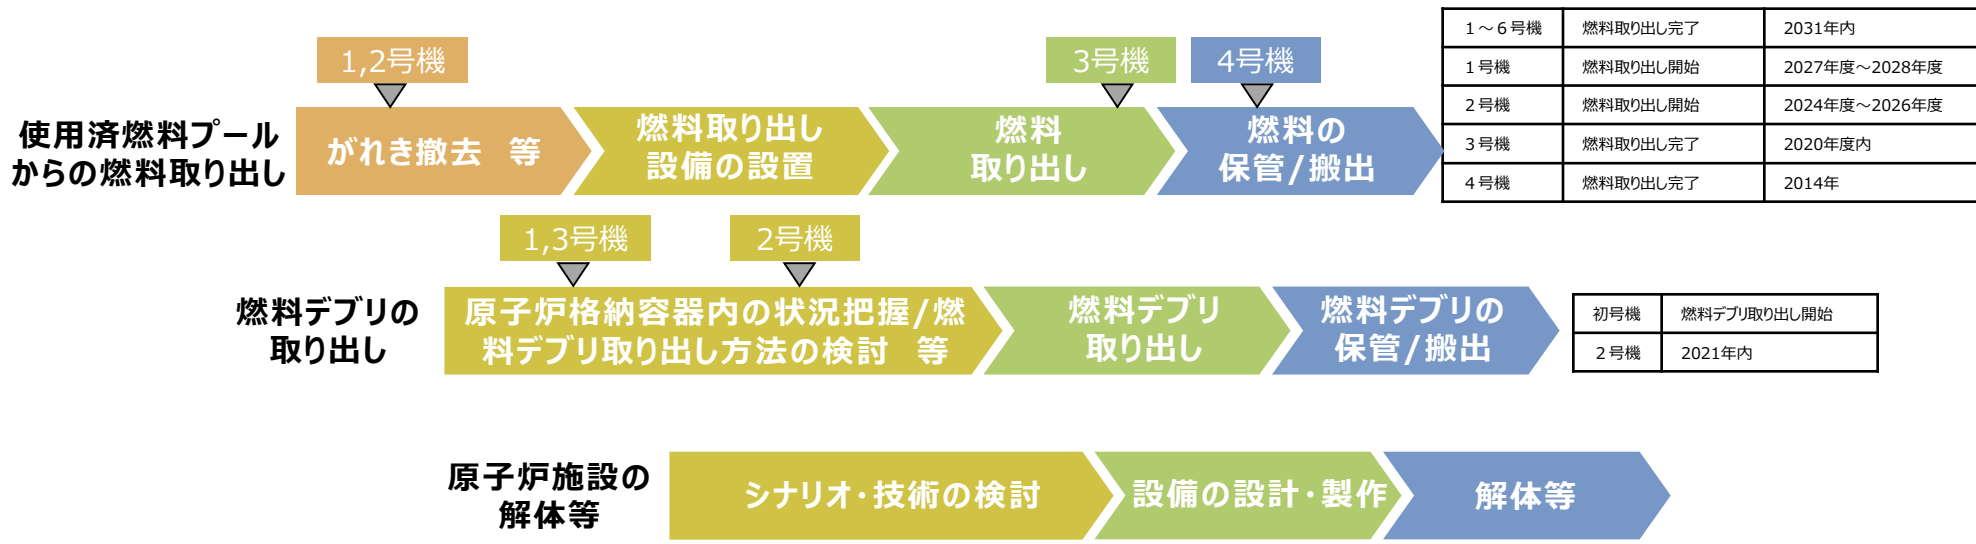 1,2号機
3号機
4号機
使用済燃料プール
からの燃料取り出し
がれき撤去　等
燃料取り出し
設備の設置
燃料
取り出し
燃料の
保管/搬出
１～６号機　燃料取り出し完了　2031年内
１号機　燃料取り出し開始　2027年度～2028年度
２号機　燃料取り出し開始　2024年度～2026年度
３号機　燃料取り出し完了　2020年度内
４号機　燃料取り出し完了　2014年
1,3号機
2号機
燃料デブリの
取り出し
原子炉格納容器内の状況把握/燃
料デブリ取り出し方法の検討　等
燃料デブリ
取り出し
燃料デブリの
保管/搬出
初号機　燃料デブリ取り出し開始
２号機　2021年内
原子炉施設の
解体等
シナリオ・技術の検討
設備の設計・製作
解体等